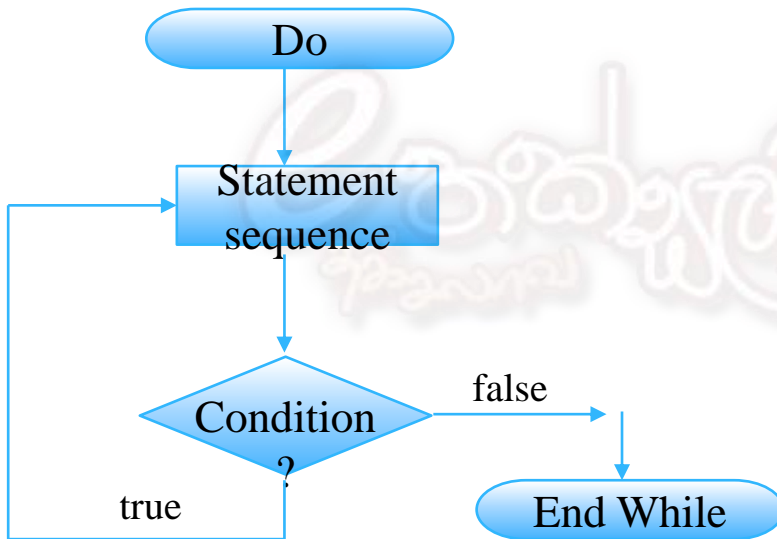 Do
Statement
sequence
Condition
?
false
true
End While